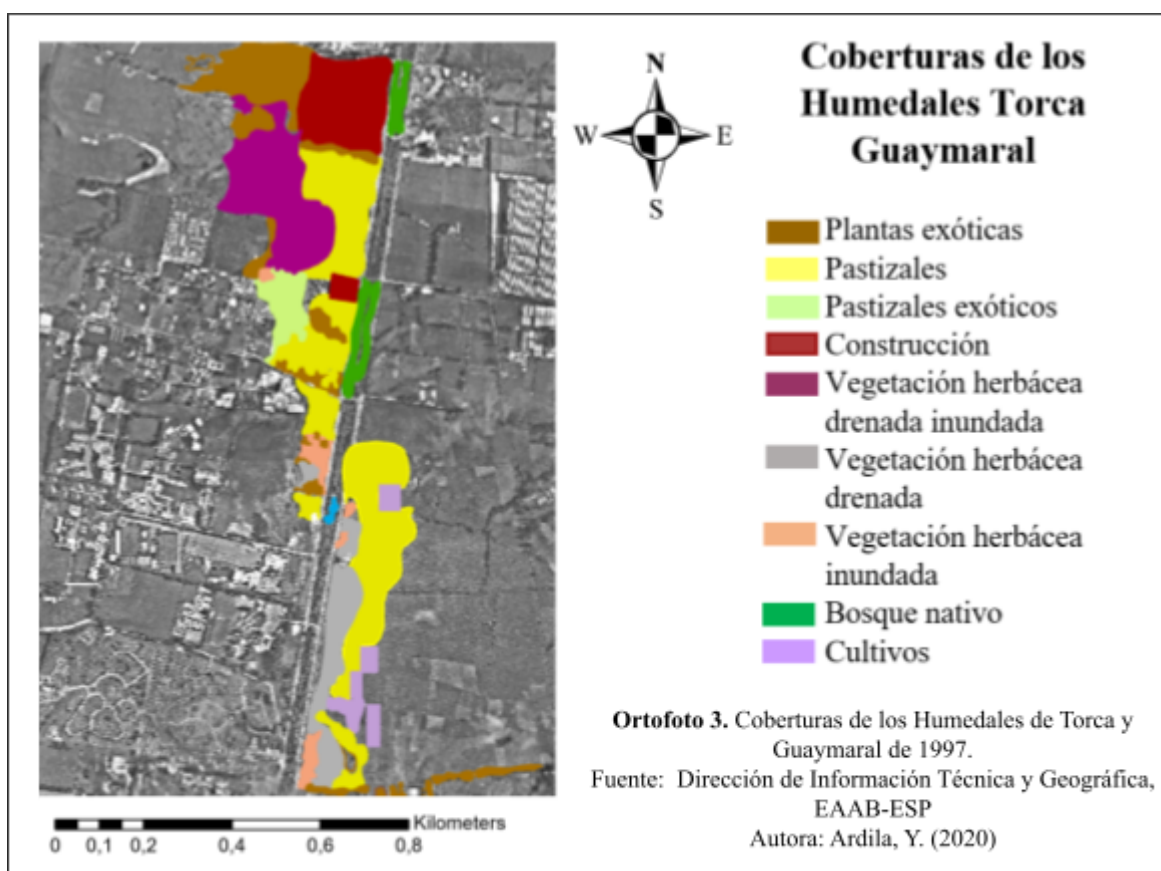 Coberturas de los
Humedales Torca
Guaymaral
N
W
E
S
Plantas exóticas
Pastizales
Pastizales exóticos
Construcción
Vegetación herbácea
drenada inundada
Vegetación herbácea
drenada
Vegetación herbácea
inundada
Bosque nativo
Cultivos
Ortofoto 3. Coberturas de los Humedales de Torca y
Guaymaral de 1997.
Fuente: Dirección de Información Técnica y Geográfica,
EAAB-ESP
Autora: Ardila, Y. (2020)
Kilometers
0 0,1 0,2 0,4 0,6 0,8